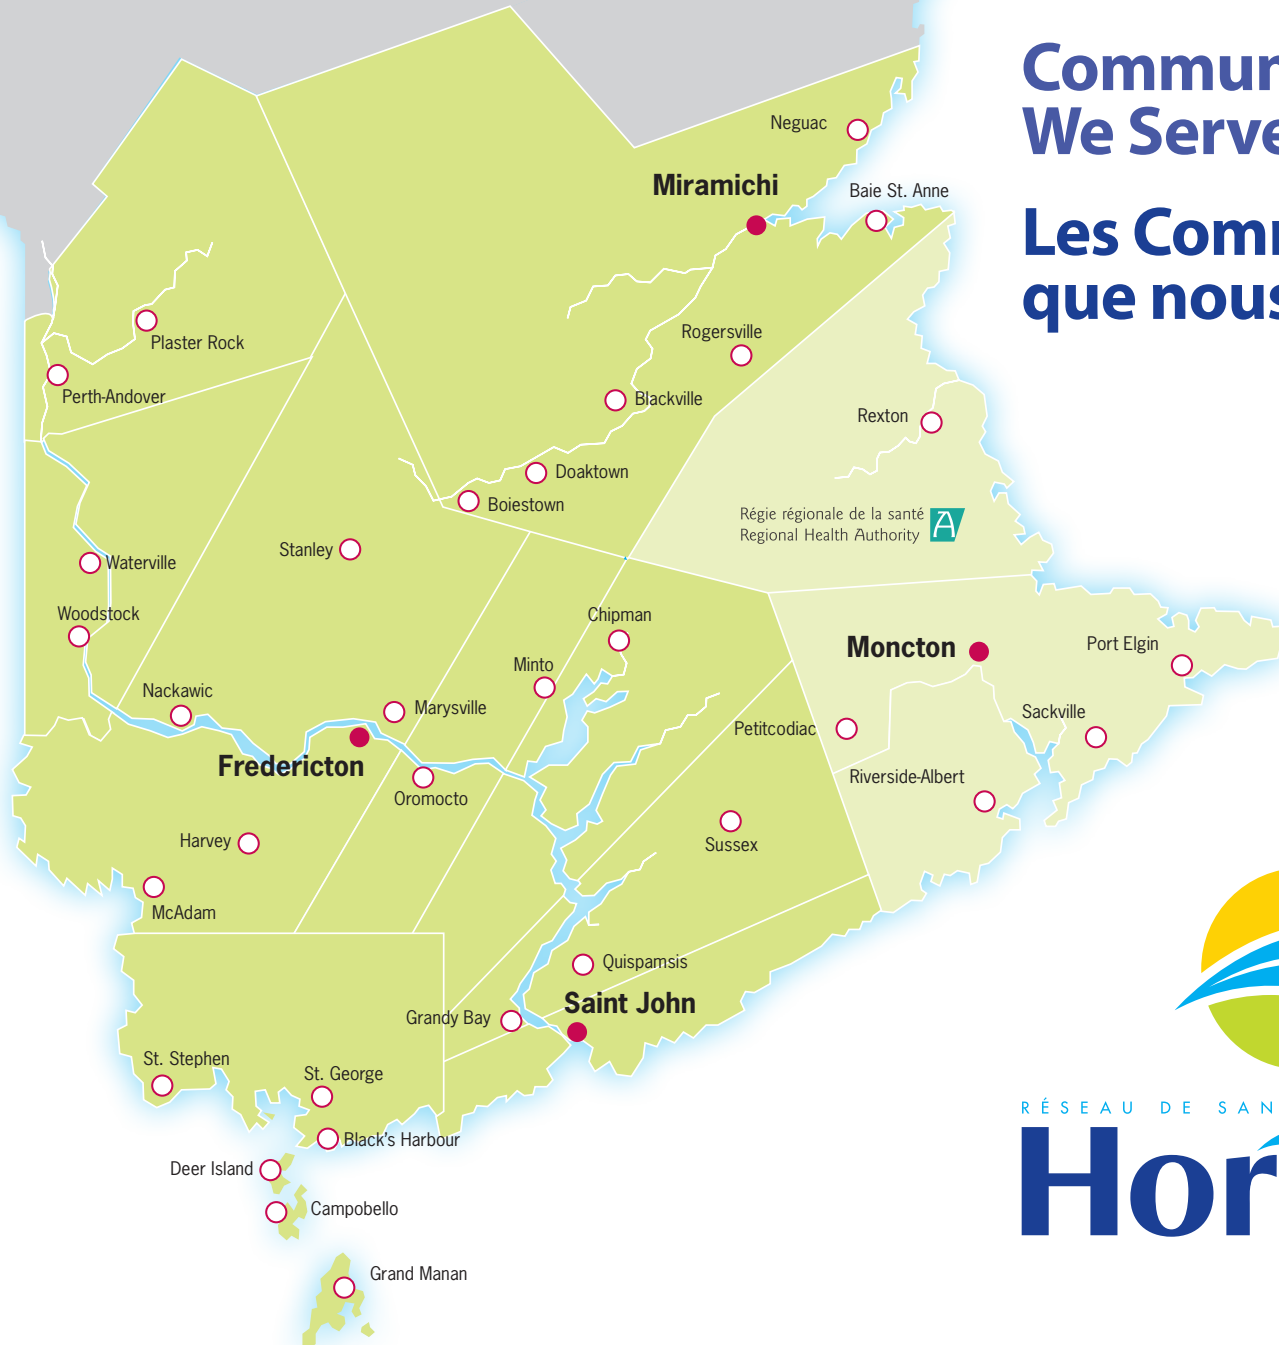 Commun
We Serve
Les Comm
que nous
Neguac
Miramichi
Baie St. Anne
Plaster Rock
Rogersville
Perth-Andover
Blackville
Rexton
Doaktown
Boiestown
Régie régionale de la santé
Regional Health Authority
A
Stanley
Waterville
Woodstock
Chipman
Moncton
Port Elgin
Minto
Nackawic
Marysville
Petitcodiac
Sackville
Fredericton
Riverside-Albert
Oromocto
Harvey
Sussex
McAdam
Quispamsis
Saint John
Grandy Bay
St. Stephen
St. George
Black's Harbour
Deer Island
Campobello
Grand Manan
RÉSEAU DE SAN
Hor